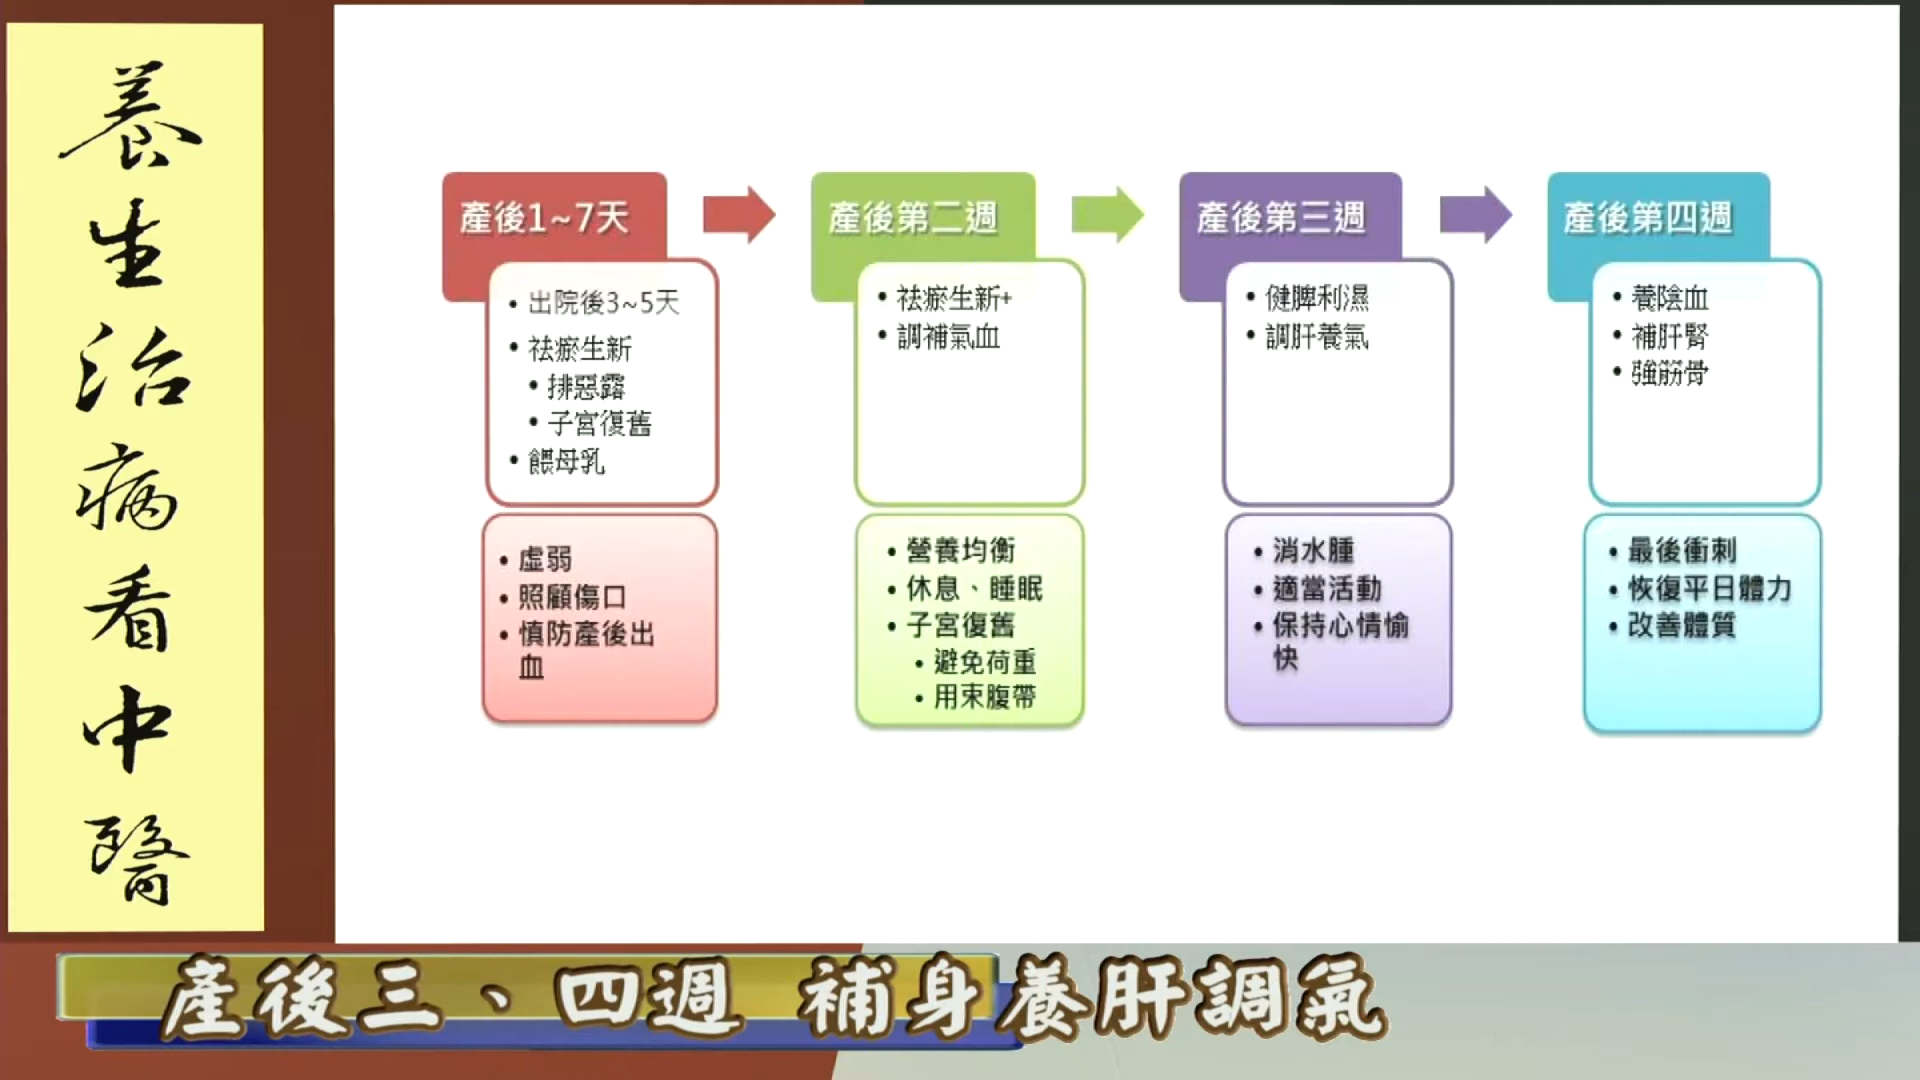 養生治病看中醫
產後1~7天
出院後3~5天
祛瘀生新
排惡露
子宮復舊
餵母乳
虛弱
照顧傷口
慎防產後出
血
產後第二週
祛瘀生新+
調補氣血
營養均衡
休息、睡眠
子宮復舊
避免荷重
用束腹帶
產後第三週
健脾利濕
調肝養氣
消水腫
適當活動
保持心情愉
快
產後第四週
養陰血
補肝腎
強筋骨
最後衝刺
恢復平日體力
改善體質
產後三、四週 補身養肝調氣